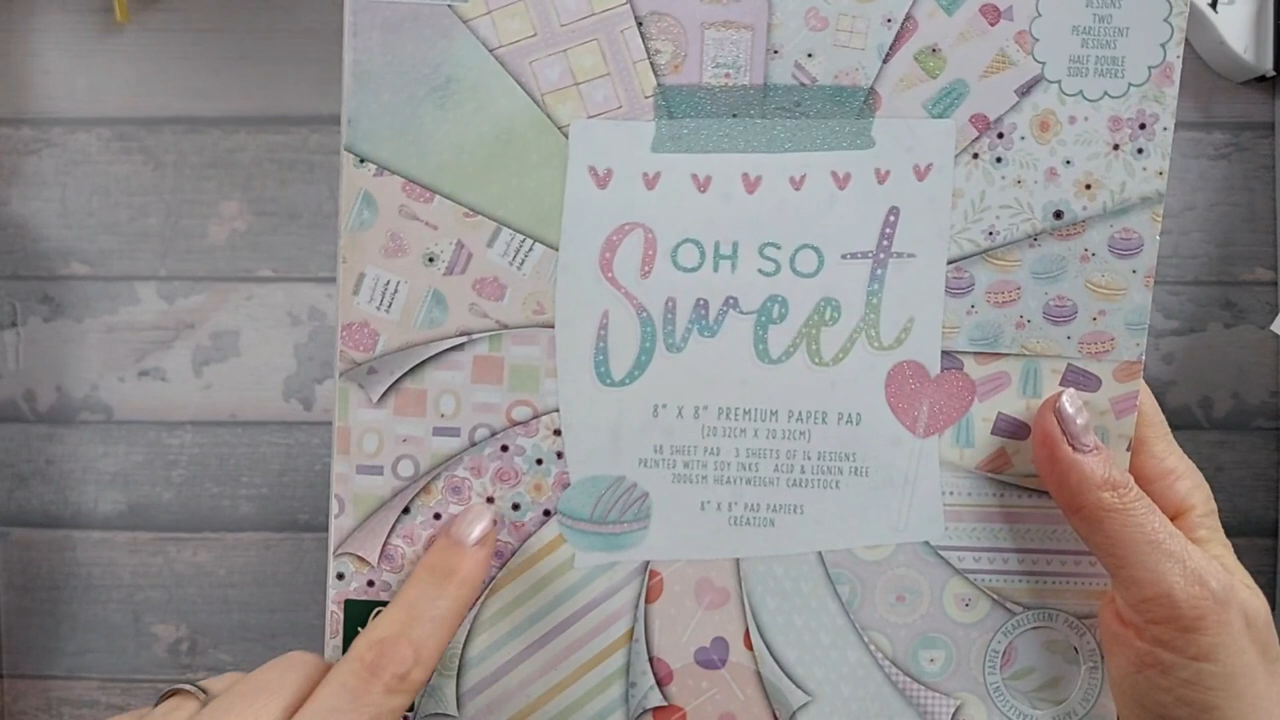 DESIGNS
TWO
PEARLESCENT
DESIGNS
HALF DOUBLE
SIDED PAPERS
OH SO
Sweet
8" X 8" PREMIUM PAPER PAD
(20.32CM X 20.32CM)
48 SHEET PAD · 3 SHEETS OF 16 DESIGNS ·
PRINTED WITH SOY INKS · ACID & LIGNIN FREE ·
· 200GSM HEAVYWEIGHT CARDSTOCK ·
8" X 8" PAD PAPIERS
CRÉATION
PEARLESCENT PAPER · PEARLESCENT PAPER ·